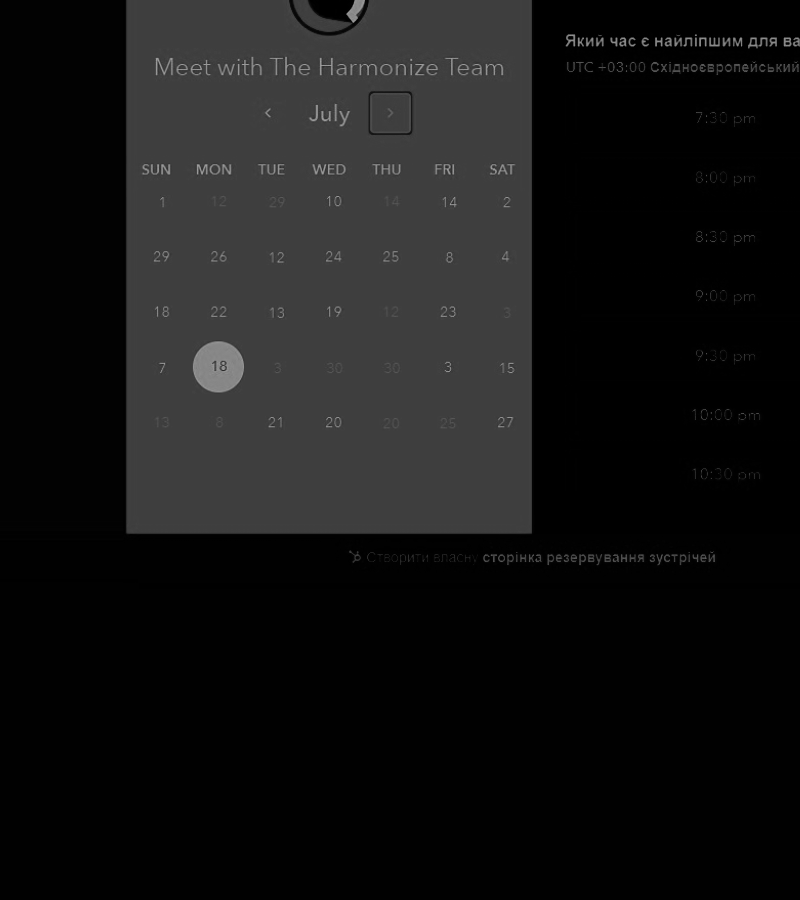 Meet with The Harmonize Team
July
SUN MON TUE WED THU FRI SAT
1 12 29 10 14 14 2
29 26 12 24 25 8 4
18 22 13 19 12 23 3
7 18 3 30 30 3 15
13 8 21 20 20 25 27
Який час є найліпшим для ва
UTC +03:00 Східноєвропейський
7:30 pm
8:00 pm
8:30 pm
9:00 pm
9:30 pm
10:00 pm
10:30 pm
Створити власну сторінка резервування зустрічей